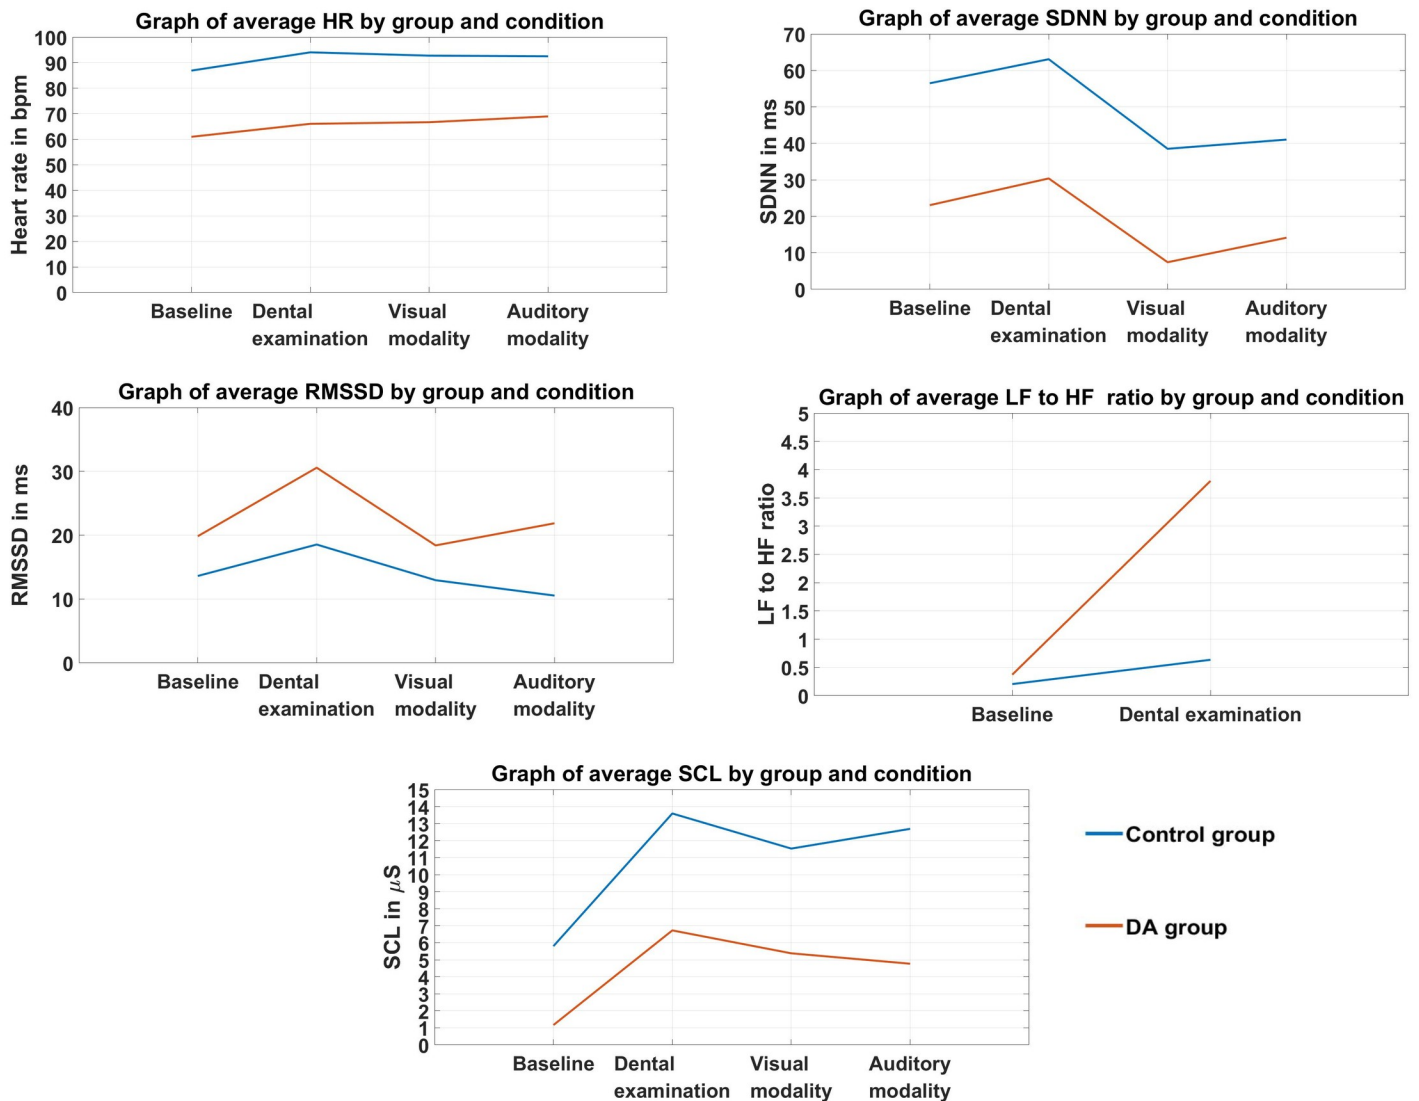 Graph of average HR by group and condition
100
90
80
70
60
50
40
30
20
10
0
Heart rate in bpm
Baseline
Dental
examination
Visual
modality
Auditory
modality
Graph of average SDNN by group and condition
70
60
50
40
30
20
10
0
SDNN in ms
Baseline
Dental
examination
Visual
modality
Auditory
modality
Graph of average RMSSD by group and condition
40
30
20
10
0
RMSSD in ms
Baseline
Dental
examination
Visual
modality
Auditory
modality
Graph of average LF to HF ratio by group and condition
5
4.5
4
3.5
3
2.5
2
1.5
1
0.5
0
LF to HF ratio
Baseline
Dental examination
Graph of average SCL by group and condition
15
14
13
12
11
10
9
8
7
6
5
4
3
2
1
0
SCL in μS
Baseline
Dental
examination
Visual
modality
Auditory
modality
Control group
DA group